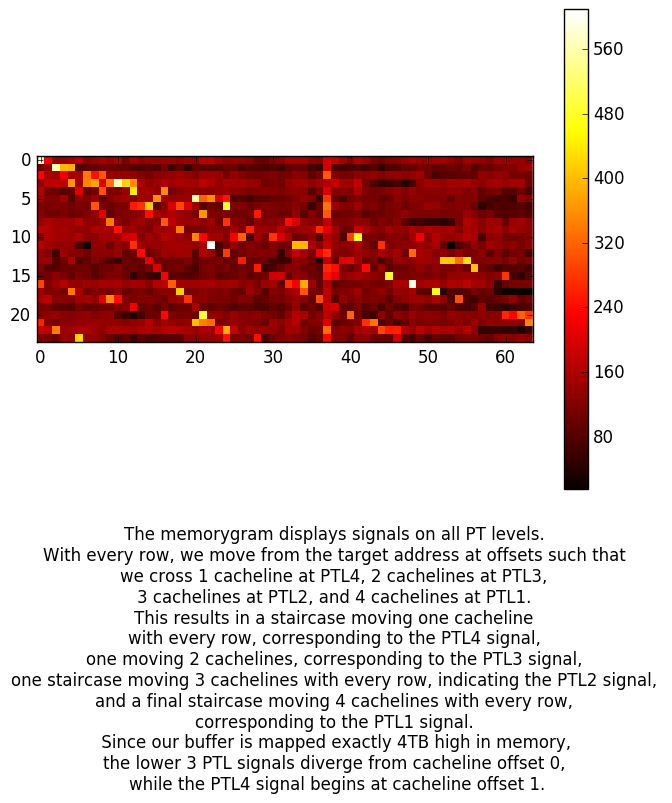 560
480
400
320
240
160
80
0
5
10
15
20
0 10 20 30 40 50 60
The memorygram displays signals on all PT levels.
With every row, we move from the target address at offsets such that
we cross 1 cacheline at PTL4, 2 cachelines at PTL3,
3 cachelines at PTL2, and 4 cachelines at PTL1.
This results in a staircase moving one cacheline
with every row, corresponding to the PTL4 signal,
one moving 2 cachelines, corresponding to the PTL3 signal,
one staircase moving 3 cachelines with every row, indicating the PTL2 signal,
and a final staircase moving 4 cachelines with every row,
corresponding to the PTL1 signal.
Since our buffer is mapped exactly 4TB high in memory,
the lower 3 PTL signals diverge from cacheline offset 0,
while the PTL4 signal begins at cacheline offset 1.